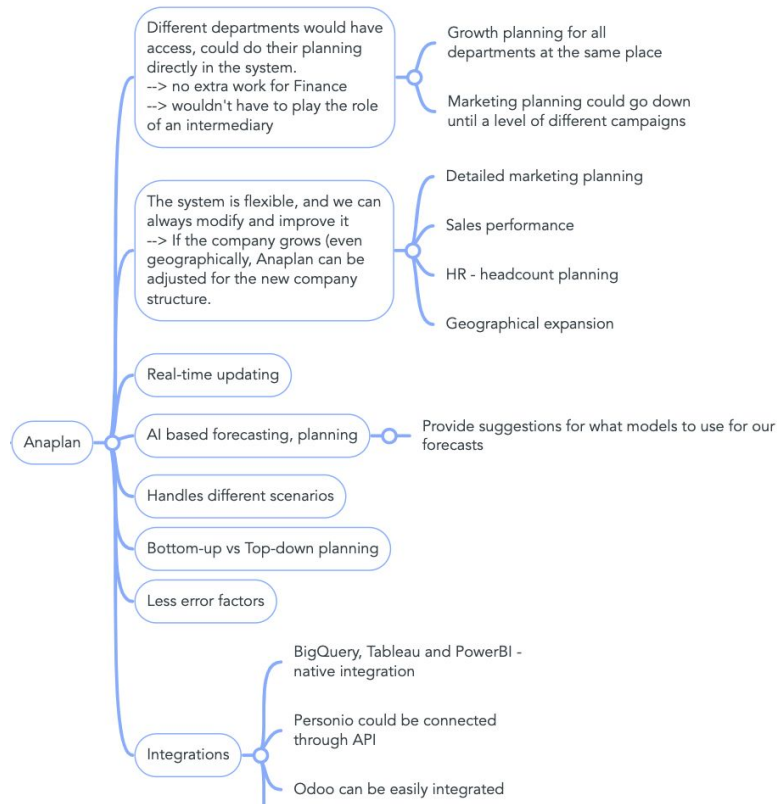 Different departments would have
access, could do their planning
directly in the system.
--> no extra work for Finance
--> wouldn't have to play the role
of an intermediary
Growth planning for all
departments at the same place
Marketing planning could go down
until a level of different campaigns
The system is flexible, and we can
always modify and improve it
--> If the company grows (even
geographically, Anaplan can be
adjusted for the new company
structure.
Detailed marketing planning
Sales performance
HR - headcount planning
Geographical expansion
Real-time updating
Anaplan
AI based forecasting, planning
Provide suggestions for what models to use for our
forecasts
Handles different scenarios
Bottom-up vs Top-down planning
Less error factors
Integrations
BigQuery, Tableau and PowerBI -
native integration
Personio could be connected
through API
Odoo can be easily integrated